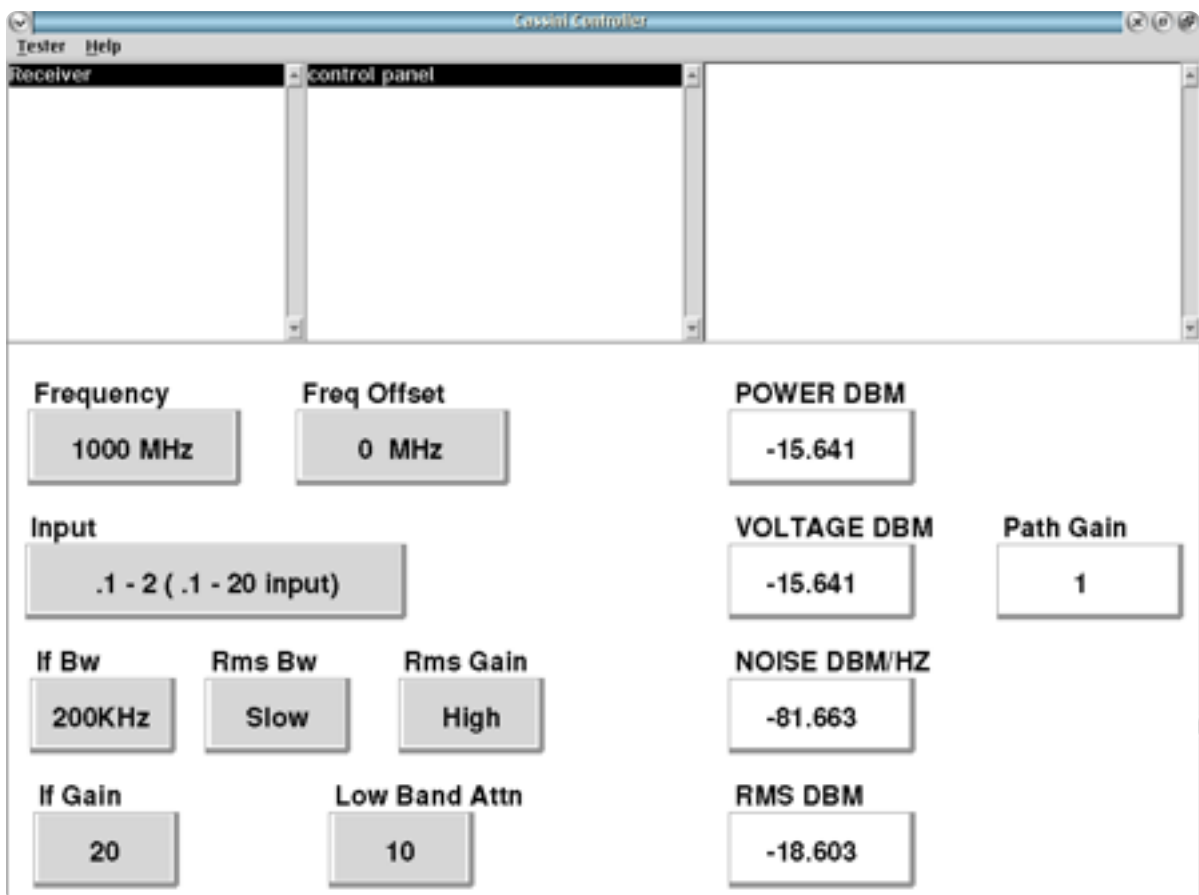 Cassini Controller
Tester Help
Receiver
control panel
Frequency
Freq Offset
POWER DBM
1000 MHz
0 MHz
-15.641
Input
VOLTAGE DBM
Path Gain
.1 - 2 ( .1 - 20 input)
-15.641
1
If Bw
Rms Bw
Rms Gain
NOISE DBM/HZ
200KHz
Slow
High
-81.663
If Gain
Low Band Attn
RMS DBM
20
10
-18.603